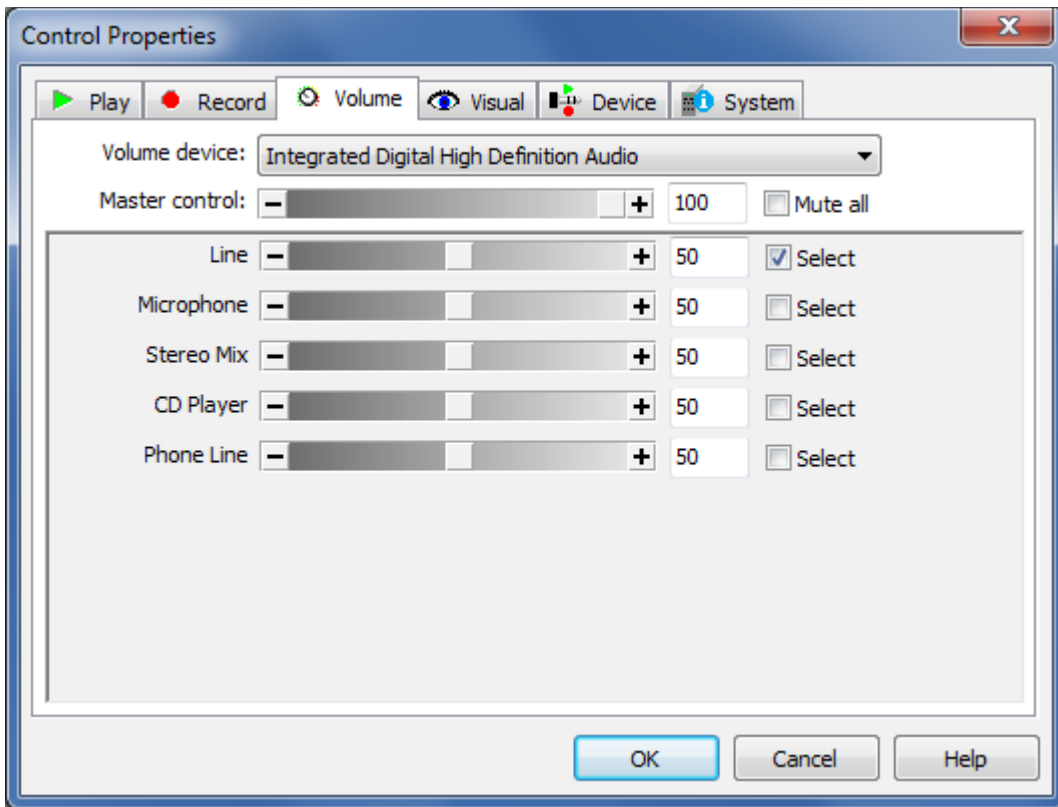 Control Properties
Play Record Volume Visual Device System
Volume device: Integrated Digital High Definition Audio
Master control: 100 Mute all
Line 50 Select
Microphone 50 Select
Stereo Mix 50 Select
CD Player 50 Select
Phone Line 50 Select
OK Cancel Help